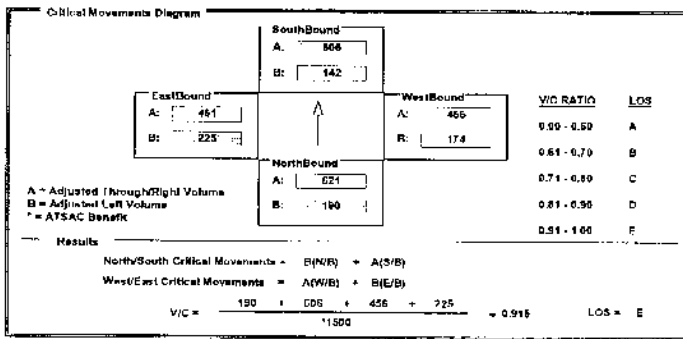 Critical Movements Diagram
SouthBound
A: 606
B: 142
EastBound
A: 461
B: 225
WestBound
A: 456
B: 174
NorthBound
A: 621
B: 190
V/C RATIO LOS
0.00 - 0.60 A
0.61 - 0.70 B
0.71 - 0.80 C
0.81 - 0.90 D
0.91 - 1.00 E
A = Adjusted Through/Right Volume
B = Adjusted Left Volume
* = ATSAC Benefit
Results
North/South Critical Movements = B(N/B) + A(S/B)
West/East Critical Movements = A(W/B) + B(E/B)
190 + 606 + 456 + 225
V/C = = 0.915 LOS = E
*1500